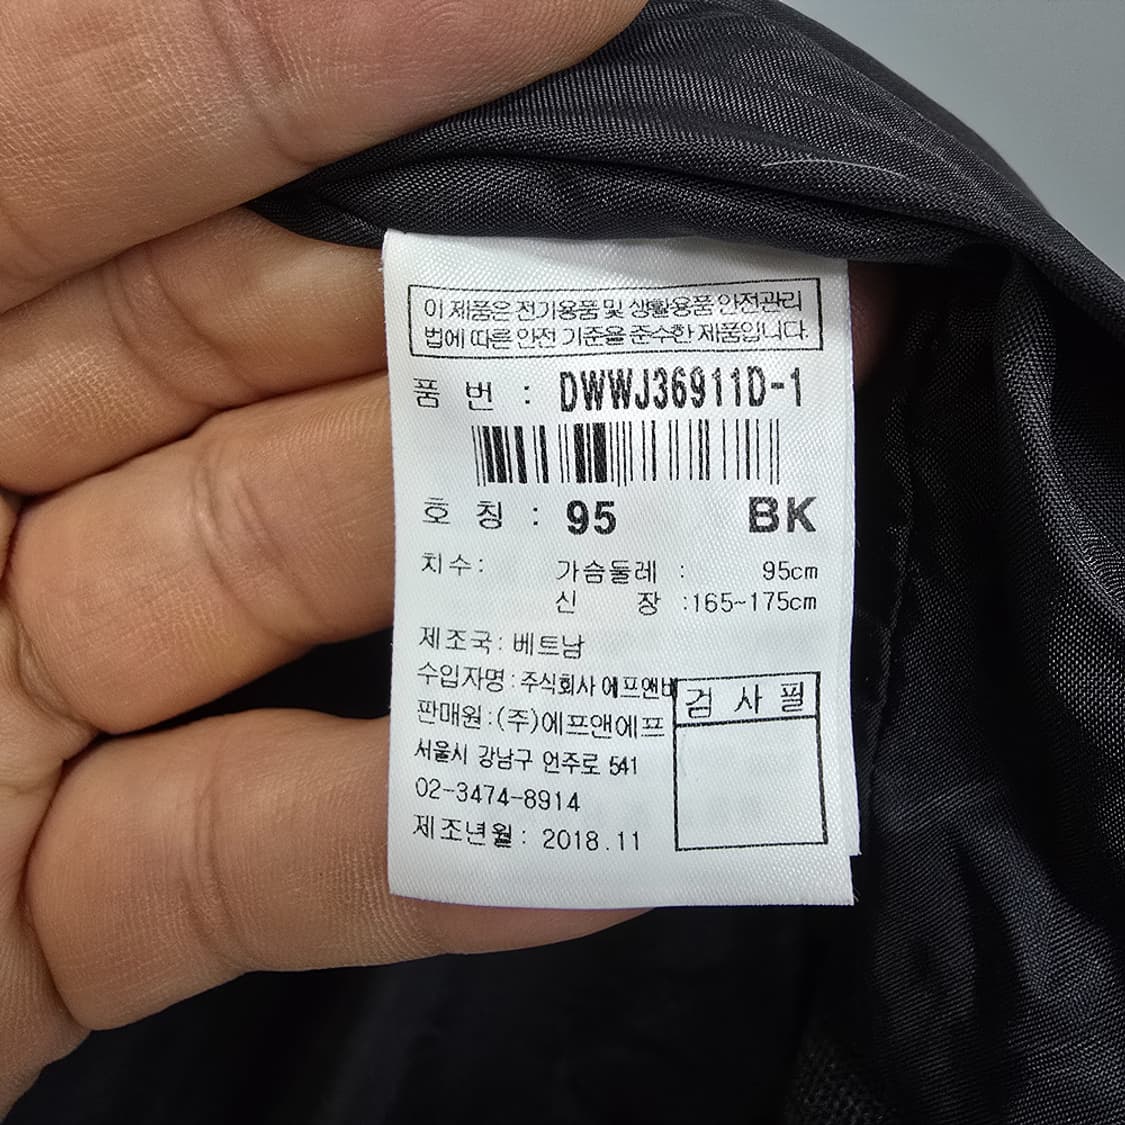 이 제품은 전기용품 및 생활용품 안전관리
법에 따른 안전 기준을 준수한 제품입니다.
품 번 : DWWJ36911D-1
호 칭 : 95 BK
치수: 가슴둘레 : 95cm
신 장 :165~175cm
제조국: 베트남
수입자명 : 주식회사 에프앤
검 사 필
판매원 : (주)에프앤에프
서울시 강남구 언주로 541
02-3474-8914
제조년월 : 2018.11